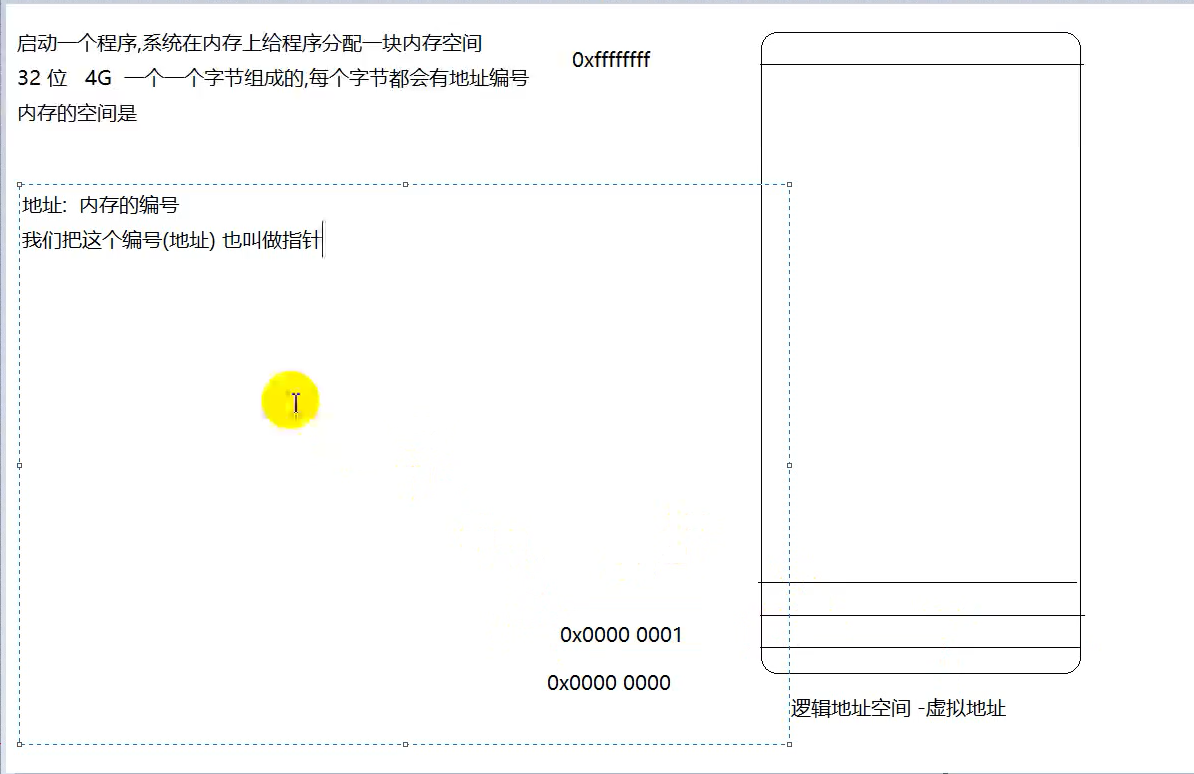 启动一个程序,系统在内存上给程序分配一块内存空间
32 位   4G  一个一个字节组成的,每个字节都会有地址编号
内存的空间是
0xffffffff
地址:  内存的编号
我们把这个编号(地址) 也叫做指针
0x0000 0001
0x0000 0000
逻辑地址空间 -虚拟地址